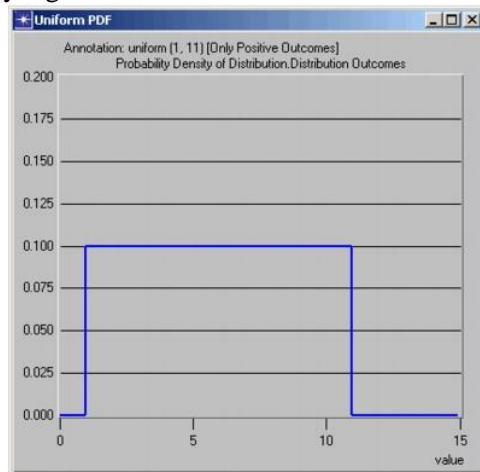 Uniform PDF
Annotation: uniform (1, 11) [Only Positive Outcomes]
Probability Density of Distribution.Distribution Outcomes
0.200
0.175
0.150
0.125
0.100
0.075
0.050
0.025
0.000
0 5 10 15
value